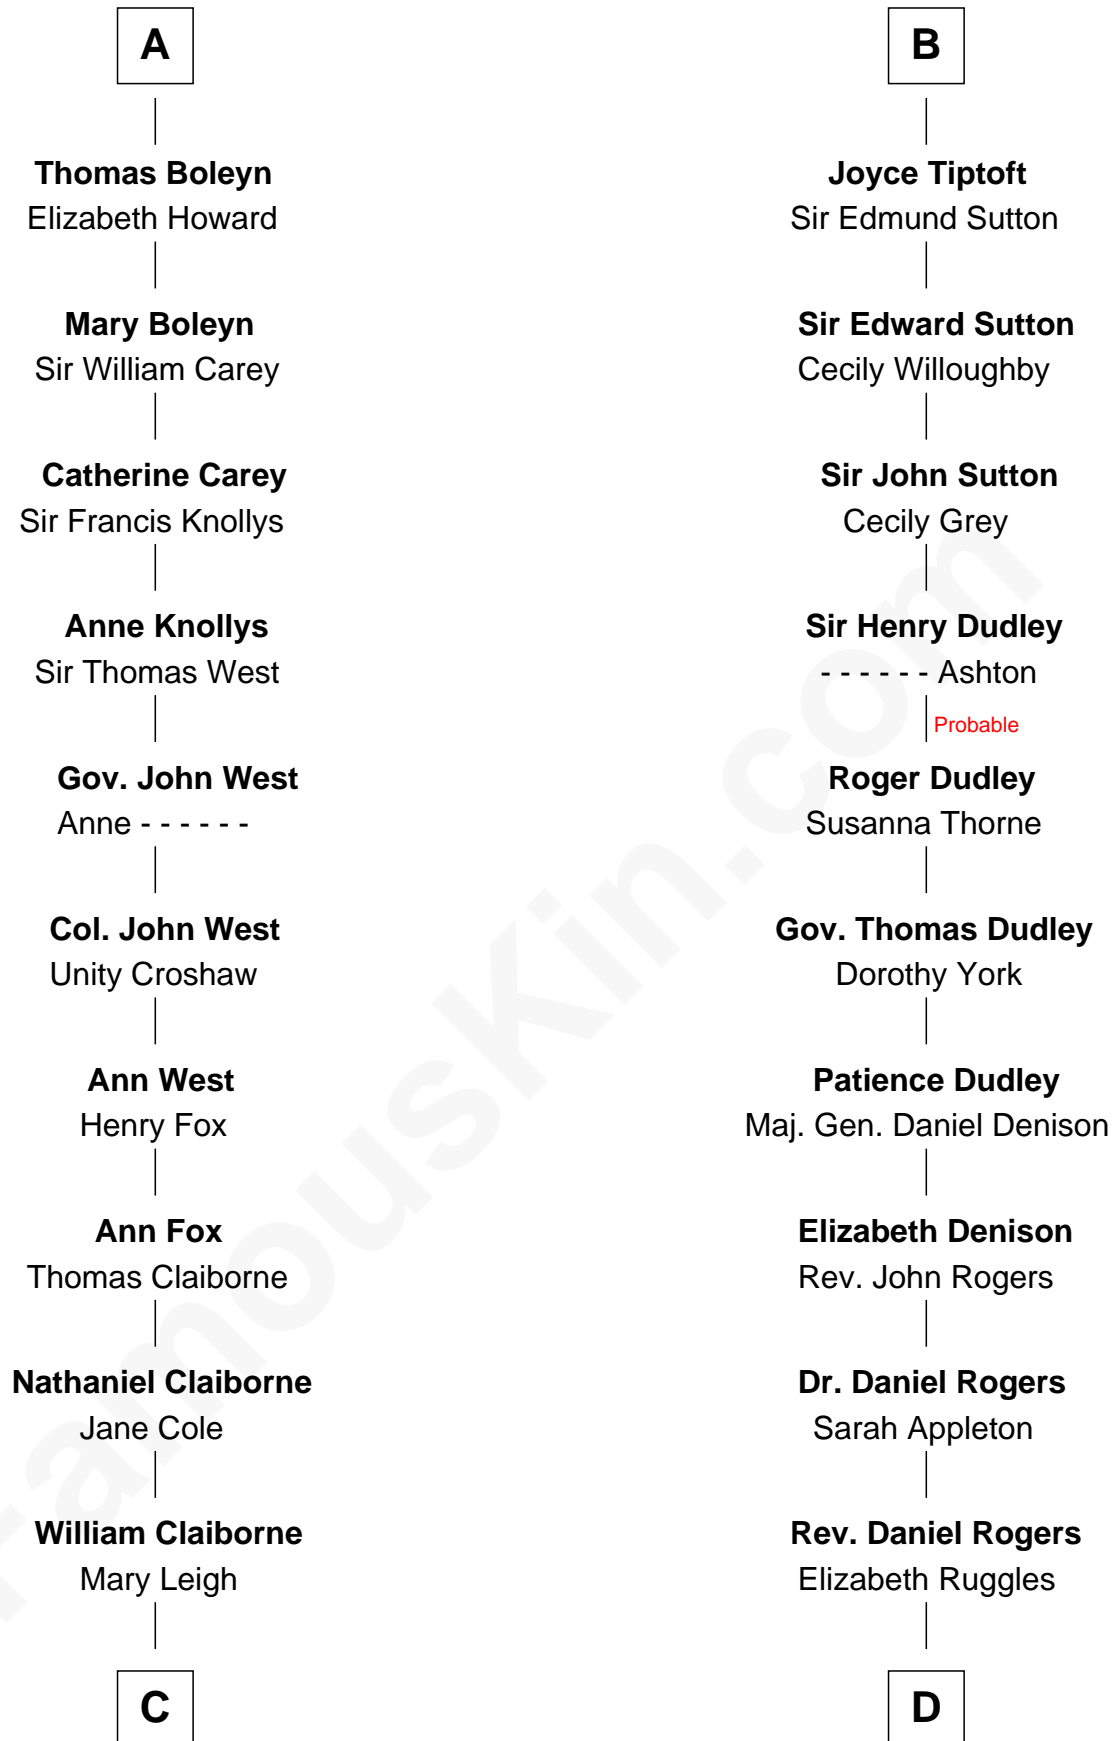 A
Thomas Boleyn
Elizabeth Howard
Mary Boleyn
Sir William Carey
Catherine Carey
Sir Francis Knollys
Anne Knollys
Sir Thomas West
Gov. John West
Anne - - - - - -
Col. John West
Unity Croshaw
Ann West
Henry Fox
Ann Fox
Thomas Claiborne
Nathaniel Claiborne
Jane Cole
William Claiborne
Mary Leigh
C
B
Joyce Tiptoft
Sir Edmund Sutton
Sir Edward Sutton
Cecily Willoughby
Sir John Sutton
Cecily Grey
Sir Henry Dudley
- - - - - - Ashton
Probable
Roger Dudley
Susanna Thorne
Gov. Thomas Dudley
Dorothy York
Patience Dudley
Maj. Gen. Daniel Denison
Elizabeth Denison
Rev. John Rogers
Dr. Daniel Rogers
Sarah Appleton
Rev. Daniel Rogers
Elizabeth Ruggles
D
FamousKin.com